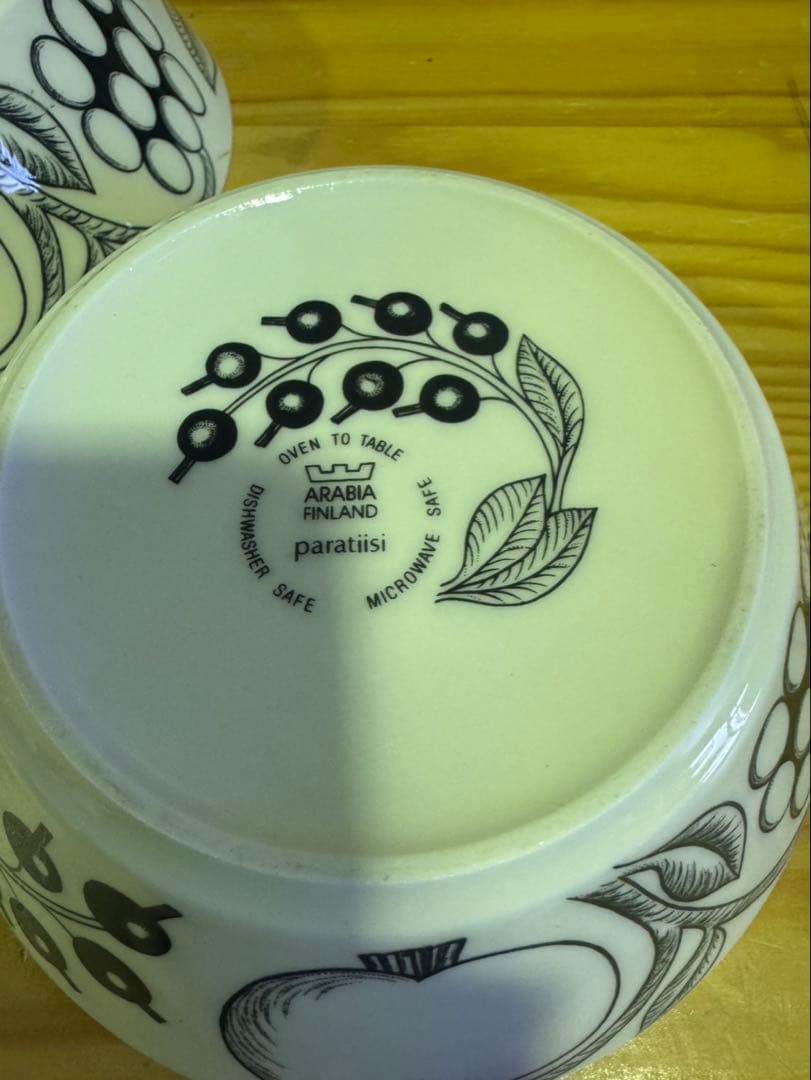 OVEN TO TABLE
ARABIA
FINLAND
paratiisi
DISHWASHER SAFE
MICROWAVE SAFE